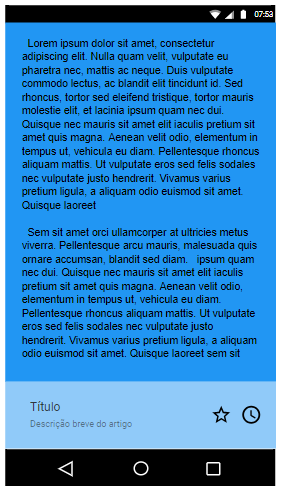 07:53
Lorem ipsum dolor sit amet, consectetur
adipiscing elit. Nulla quam velit, vulputate eu
pharetra nec, mattis ac neque. Duis vulputate
commodo lectus, ac blandit elit tincidunt id. Sed
rhoncus, tortor sed eleifend tristique, tortor mauris
molestie elit, et lacinia ipsum quam nec dui.
Quisque nec mauris sit amet elit iaculis pretium sit
amet quis magna. Aenean velit odio, elementum in
tempus ut, vehicula eu diam. Pellentesque rhoncus
aliquam mattis. Ut vulputate eros sed felis sodales
nec vulputate justo hendrerit. Vivamus varius
pretium ligula, a aliquam odio euismod sit amet.
Quisque laoreet
Sem sit amet orci ullamcorper at ultricies metus
viverra. Pellentesque arcu mauris, malesuada quis
ornare accumsan, blandit sed diam. ipsum quam
nec dui. Quisque nec mauris sit amet elit iaculis
pretium sit amet quis magna. Aenean velit odio,
elementum in tempus ut, vehicula eu diam.
Pellentesque rhoncus aliquam mattis. Ut vulputate
eros sed felis sodales nec vulputate justo
hendrerit. Vivamus varius pretium ligula, a aliquam
odio euismod sit amet. Quisque laoreet sem sit
Título
Descrição breve do artigo